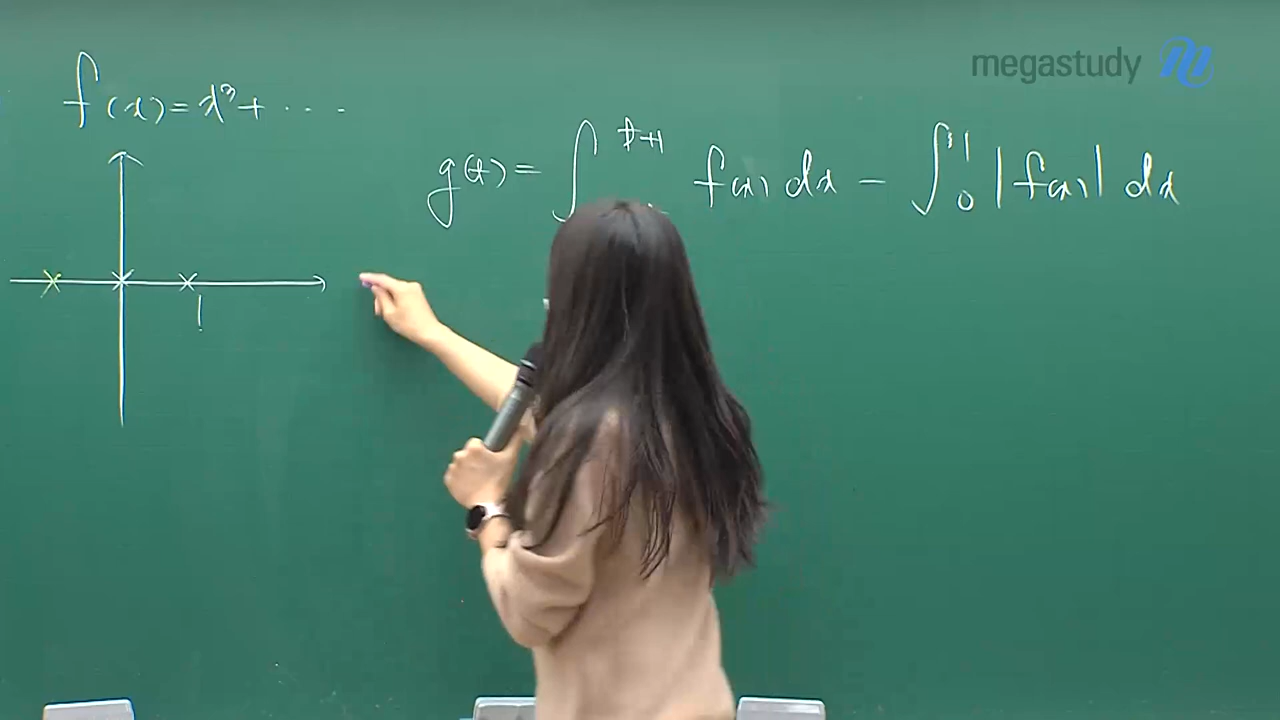 megastudy
f(x) = x³ + ...
g(t) = ∫ t+1 f(x) dx - ∫₀¹ |f(x)| dx
1